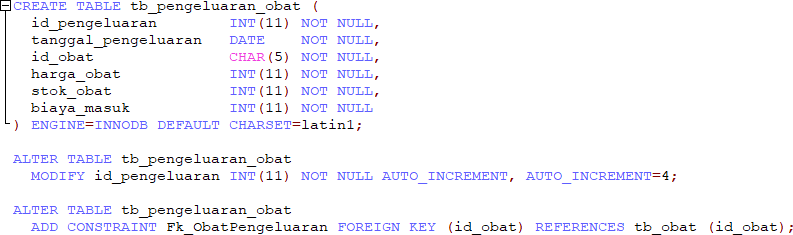 CREATE TABLE tb_pengeluaran_obat (
  id_pengeluaran      INT(11) NOT NULL,
  tanggal_pengeluaran DATE    NOT NULL,
  id_obat             CHAR(5) NOT NULL,
  harga_obat          INT(11) NOT NULL,
  stok_obat           INT(11) NOT NULL,
  biaya_masuk         INT(11) NOT NULL
) ENGINE=INNODB DEFAULT CHARSET=latin1;

ALTER TABLE tb_pengeluaran_obat
  MODIFY id_pengeluaran INT(11) NOT NULL AUTO_INCREMENT, AUTO_INCREMENT=4;

ALTER TABLE tb_pengeluaran_obat
  ADD CONSTRAINT Fk_ObatPengeluaran FOREIGN KEY (id_obat) REFERENCES tb_obat (id_obat);